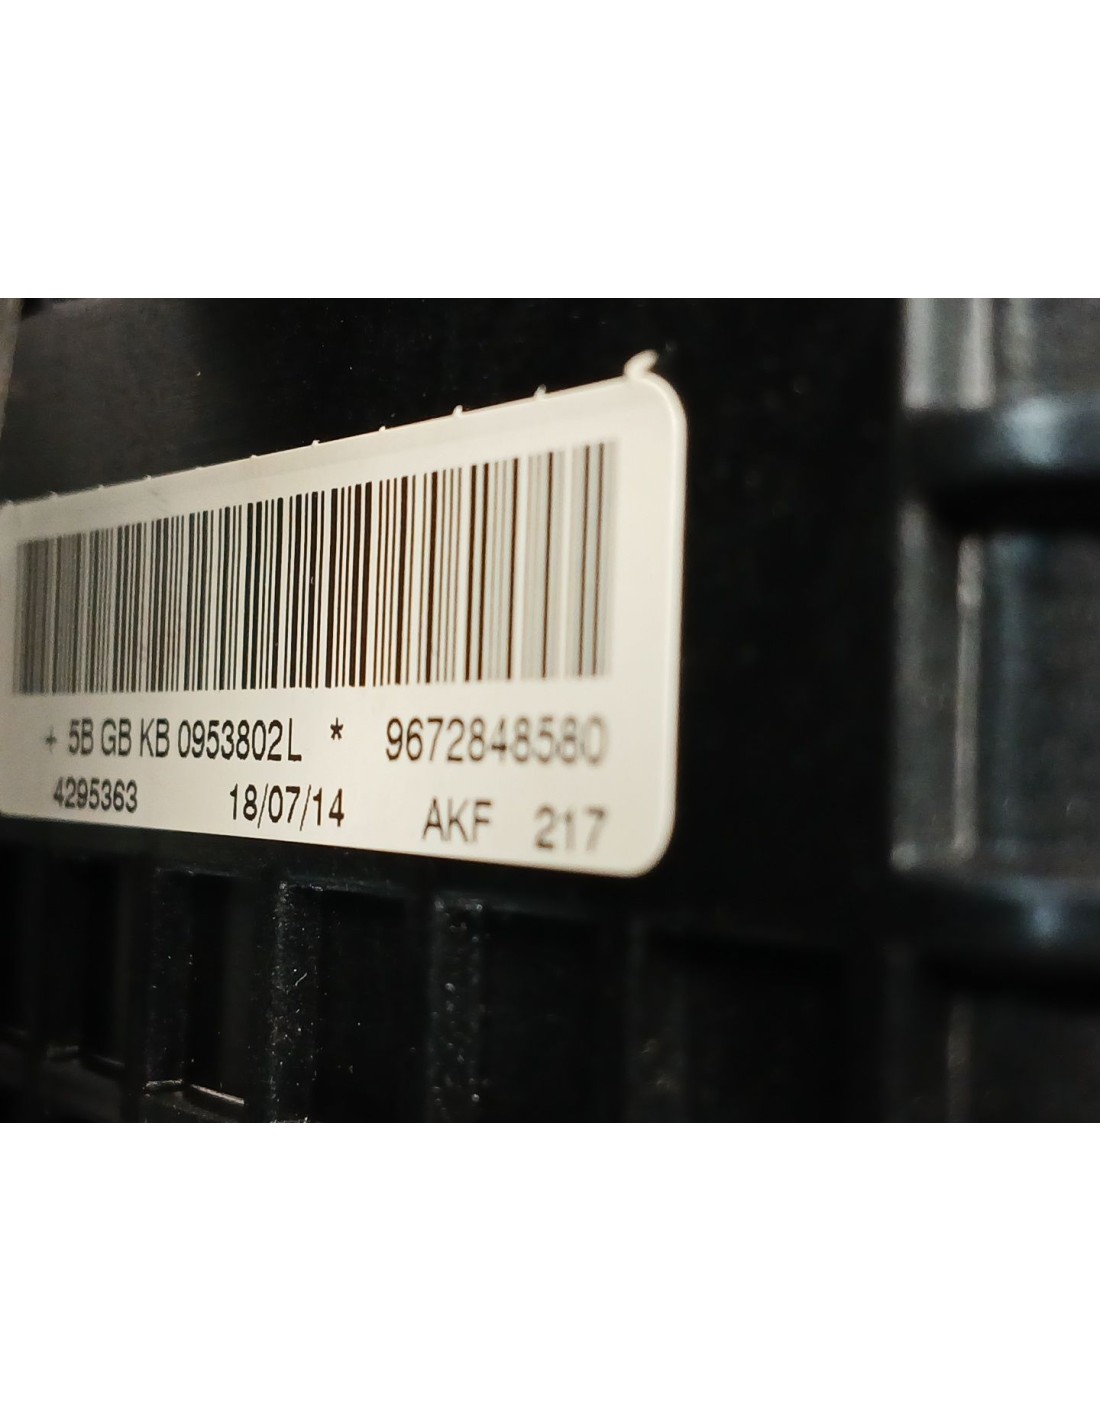 + 5B GB KB 0953802L * 9672848580
4295363 18/07/14 AKF 217